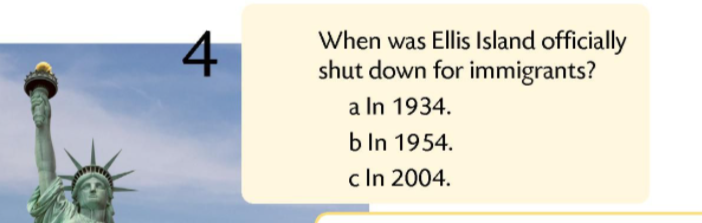 4
When was Ellis Island officially
shut down for immigrants?
a In 1934.
b In 1954.
c In 2004.